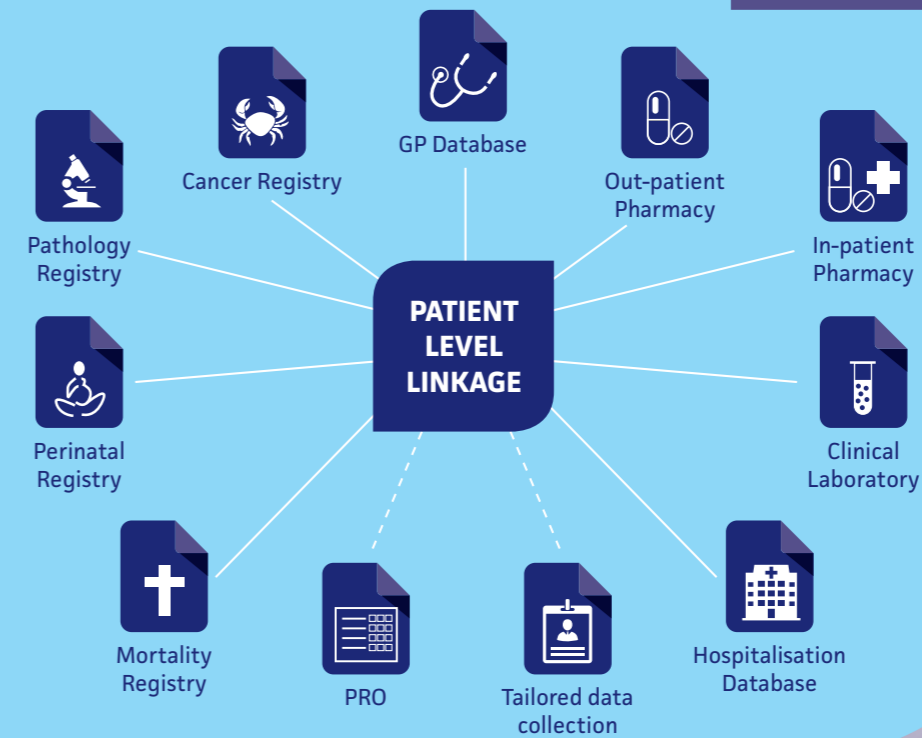 GP Database
Cancer Registry
Out-patient
Pharmacy
Pathology
Registry
In-patient
Pharmacy
PATIENT
LEVEL
LINKAGE
Perinatal
Registry
Clinical
Laboratory
Mortality
Registry
PRO
Tailored data
collection
Hospitalisation
Database